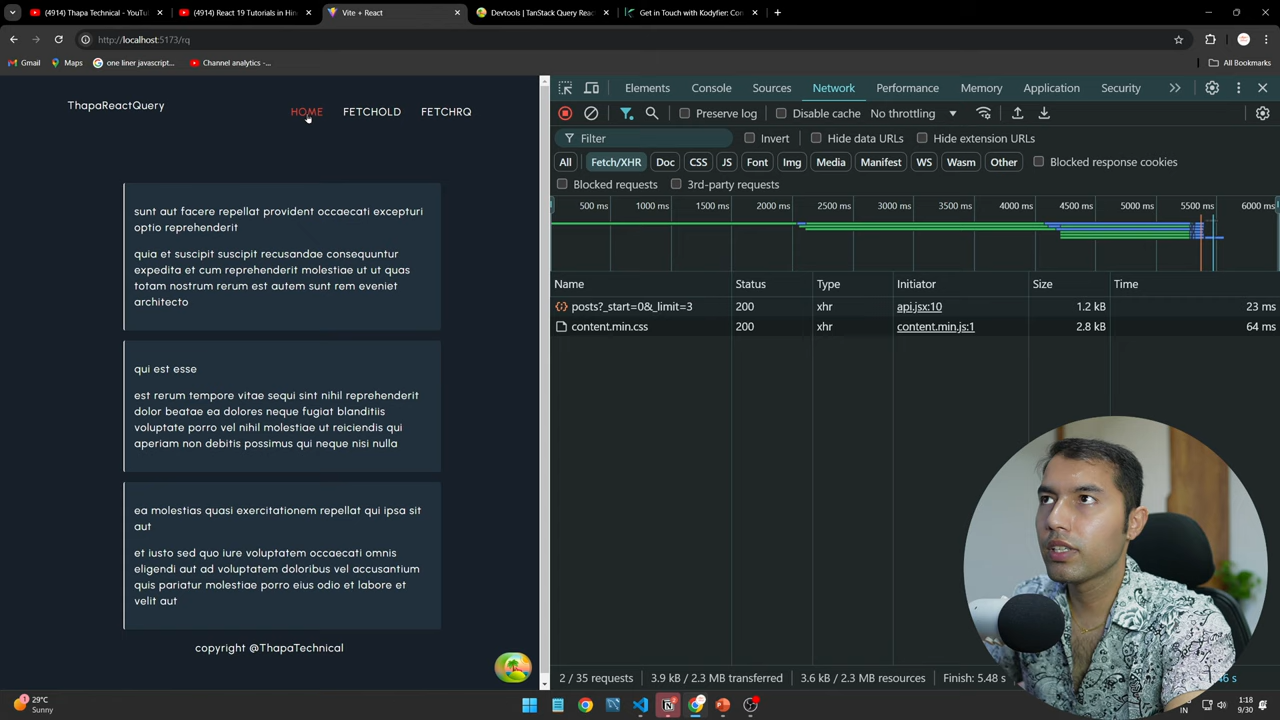 (4914) Thapa Technical - YouTu
(4914) React 19 Tutorials in Hin
Vite + React
Devtools | TanStack Query Reac
Get in Touch with Kodyfier: Con
http://localhost:5173/rq
Gmail
Maps
one liner javascript...
Channel analytics -...
All Bookmarks
ThapaReactQuery
HOME
FETCHOLD
FETCHRQ
sunt aut facere repellat provident occaecati excepturi
optio reprehenderit
quia et suscipit suscipit recusandae consequuntur
expedita et cum reprehenderit molestiae ut ut quas
totam nostrum rerum est autem sunt rem eveniet
architecto
qui est esse
est rerum tempore vitae sequi sint nihil reprehenderit
dolor beatae ea dolores neque fugiat blanditiis
voluptate porro vel nihil molestiae ut reiciendis qui
aperiam non debitis possimus qui neque nisi nulla
ea molestias quasi exercitationem repellat qui ipsa sit
aut
et iusto sed quo iure voluptatem occaecati omnis
eligendi aut ad voluptatem doloribus vel accusantium
quis pariatur molestiae porro eius odio et labore et
velit aut
copyright @ThapaTechnical
Elements
Console
Sources
Network
Performance
Memory
Application
Security
Preserve log
Disable cache
No throttling
Filter
Invert
Hide data URLs
Hide extension URLs
All
Fetch/XHR
Doc
CSS
JS
Font
Img
Media
Manifest
WS
Wasm
Other
Blocked response cookies
Blocked requests
3rd-party requests
500 ms
1000 ms
1500 ms
2000 ms
2500 ms
3000 ms
3500 ms
4000 ms
4500 ms
5000 ms
5500 ms
6000 ms
Name Status Type Initiator Size Time
posts?_start=0&_limit=3 200 xhr api.jsx:10 1.2 kB 23 ms
content.min.css 200 xhr content.min.js:1 2.8 kB 64 ms
2 / 35 requests
3.9 kB / 2.3 MB transferred
3.6 kB / 2.3 MB resources
Finish: 5.48 s
29°C
Sunny
IN
1:18
9/30